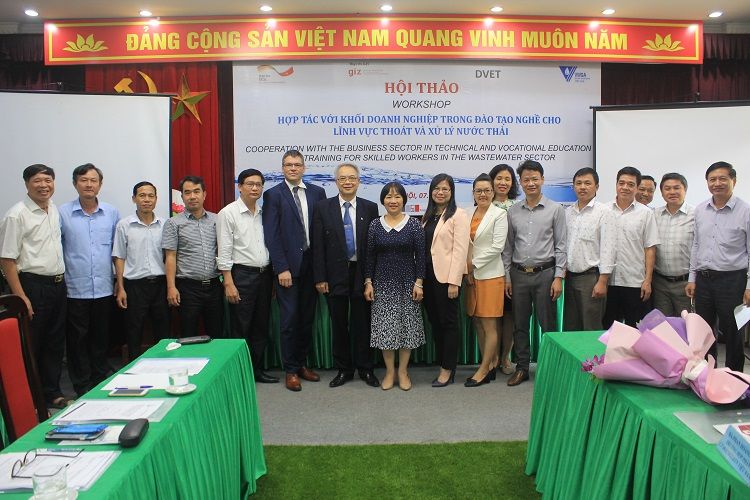 ĐẢNG CỘNG SẢN VIỆT NAM QUANG VINH MUÔN NĂM
giz
DVET
VWSA
HỘI THẢO
WORKSHOP
HỢP TÁC VỚI KHỐI DOANH NGHIỆP TRONG ĐÀO TẠO NGHỀ CHO
LĨNH VỰC THOÁT VÀ XỬ LÝ NƯỚC THẢI
COOPERATION WITH THE BUSINESS SECTOR IN TECHNICAL AND VOCATIONAL EDUCATION
TRAINING FOR SKILLED WORKERS IN THE WASTEWATER SECTOR
07